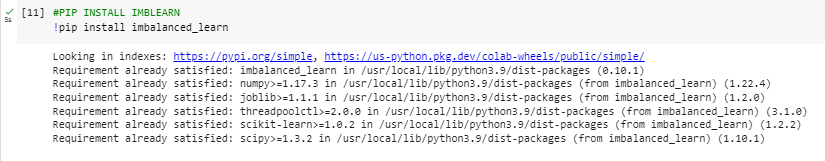 [11] #PIP INSTALL IMBLEARN
5s !pip install imbalanced_learn
Looking in indexes: https://pypi.org/simple, https://us-python.pkg.dev/colab-wheels/public/simple/
Requirement already satisfied: imbalanced_learn in /usr/local/lib/python3.9/dist-packages (0.10.1)
Requirement already satisfied: numpy>=1.17.3 in /usr/local/lib/python3.9/dist-packages (from imbalanced_learn) (1.22.4)
Requirement already satisfied: joblib>=1.1.1 in /usr/local/lib/python3.9/dist-packages (from imbalanced_learn) (1.2.0)
Requirement already satisfied: threadpoolctl>=2.0.0 in /usr/local/lib/python3.9/dist-packages (from imbalanced_learn) (3.1.0)
Requirement already satisfied: scikit-learn>=1.0.2 in /usr/local/lib/python3.9/dist-packages (from imbalanced_learn) (1.2.2)
Requirement already satisfied: scipy>=1.3.2 in /usr/local/lib/python3.9/dist-packages (from imbalanced_learn) (1.10.1)